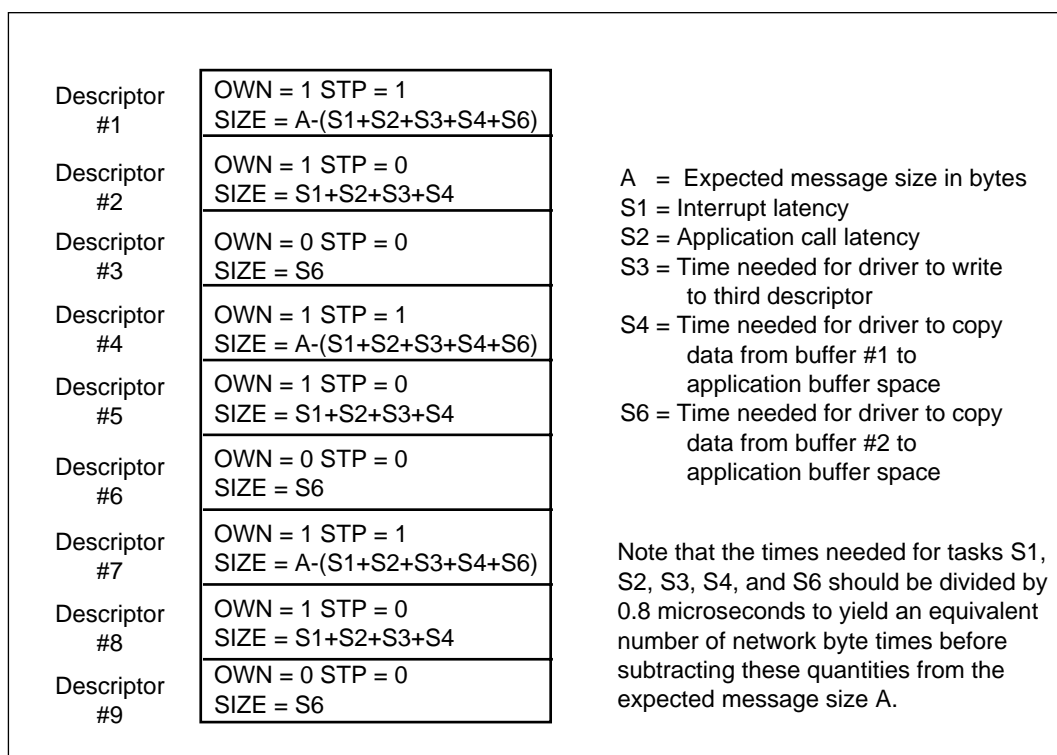 Descriptor
#1
OWN = 1 STP = 1
SIZE = A-(S1+S2+S3+S4+S6)
Descriptor
#2
OWN = 1 STP = 0
SIZE = S1+S2+S3+S4
Descriptor
#3
OWN = 0 STP = 0
SIZE = S6
Descriptor
#4
OWN = 1 STP = 1
SIZE = A-(S1+S2+S3+S4+S6)
Descriptor
#5
OWN = 1 STP = 0
SIZE = S1+S2+S3+S4
Descriptor
#6
OWN = 0 STP = 0
SIZE = S6
Descriptor
#7
OWN = 1 STP = 1
SIZE = A-(S1+S2+S3+S4+S6)
Descriptor
#8
OWN = 1 STP = 0
SIZE = S1+S2+S3+S4
Descriptor
#9
OWN = 0 STP = 0
SIZE = S6
A = Expected message size in bytes
S1 = Interrupt latency
S2 = Application call latency
S3 = Time needed for driver to write
to third descriptor
S4 = Time needed for driver to copy
data from buffer #1 to
application buffer space
S6 = Time needed for driver to copy
data from buffer #2 to
application buffer space
Note that the times needed for tasks S1,
S2, S3, S4, and S6 should be divided by
0.8 microseconds to yield an equivalent
number of network byte times before
subtracting these quantities from the
expected message size A.